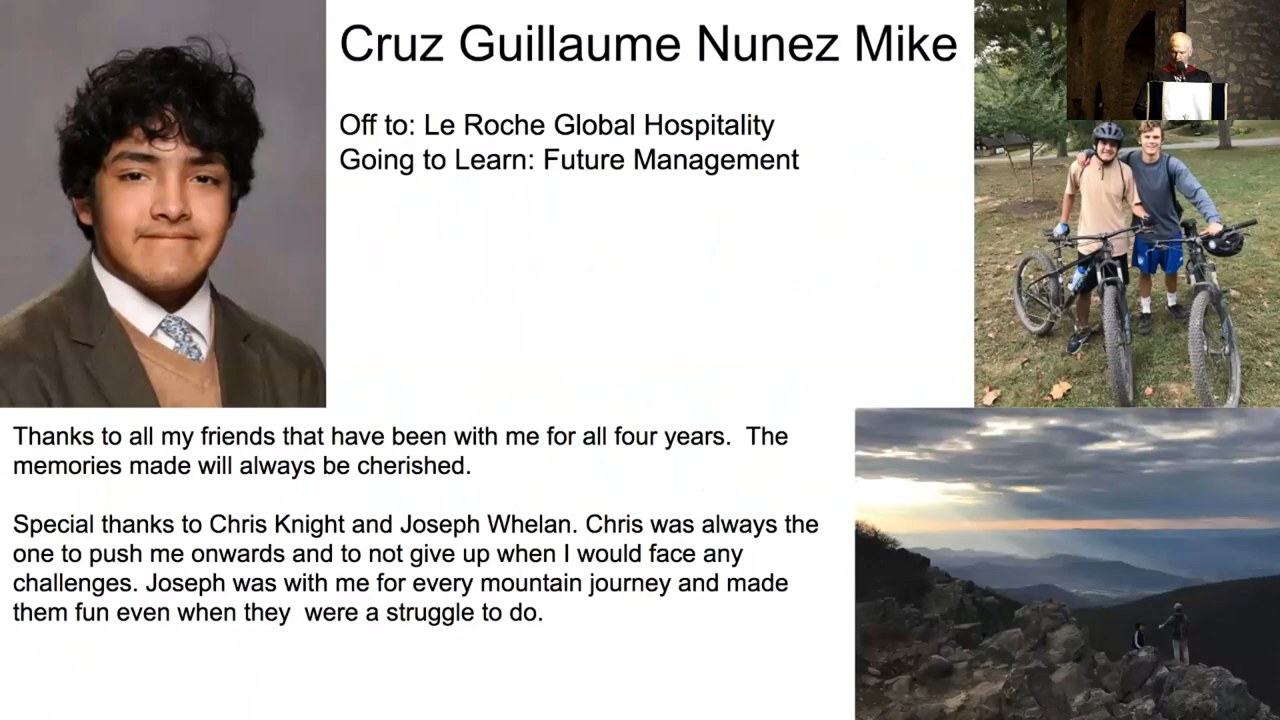 Cruz Guillaume Nunez Mike
Off to: Le Roche Global Hospitality
Going to Learn: Future Management
Thanks to all my friends that have been with me for all four years.  The
memories made will always be cherished.
Special thanks to Chris Knight and Joseph Whelan. Chris was always the
one to push me onwards and to not give up when I would face any
challenges. Joseph was with me for every mountain journey and made
them fun even when they  were a struggle to do.